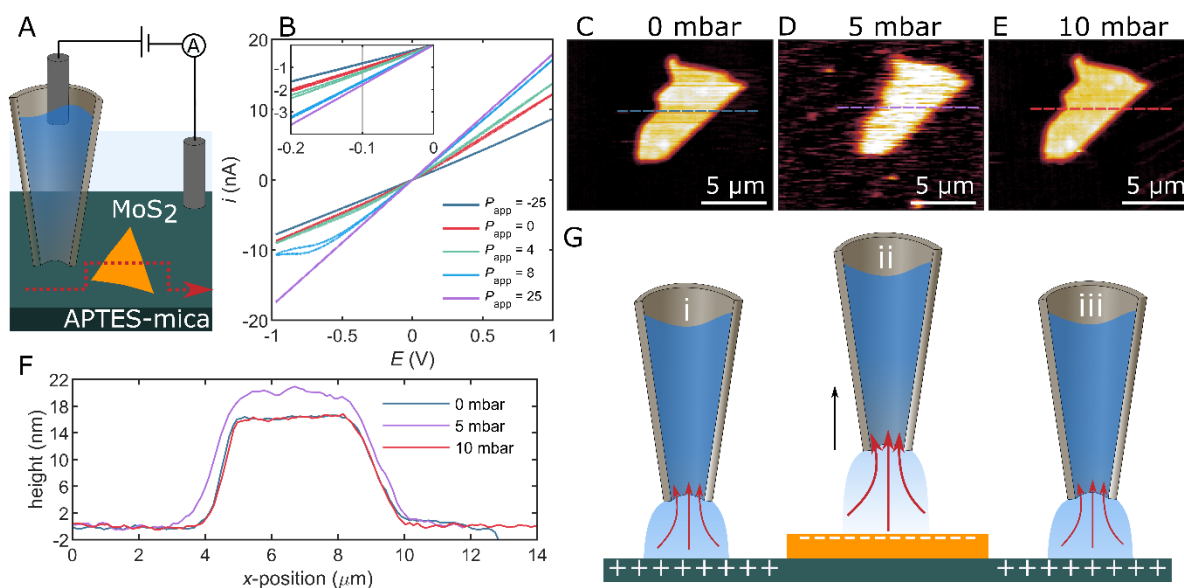 A
A
MoS2
APTES-mica
B
20
10
0
-10
-20
i (nA)
-1
-2
-3
-0.2
-0.1
0
Papp = -25
Papp = 0
Papp = 4
Papp = 8
Papp = 25
-1
-0.5
0
0.5
1
E (V)
C
0 mbar
5 μm
D
5 mbar
5 μm
E
10 mbar
5 μm
F
22
18
14
10
6
2
-2
height (nm)
0 mbar
5 mbar
10 mbar
0
2
4
6
8
10
12
14
x-position (μm)
G
i
ii
iii
+++++++
+++++++